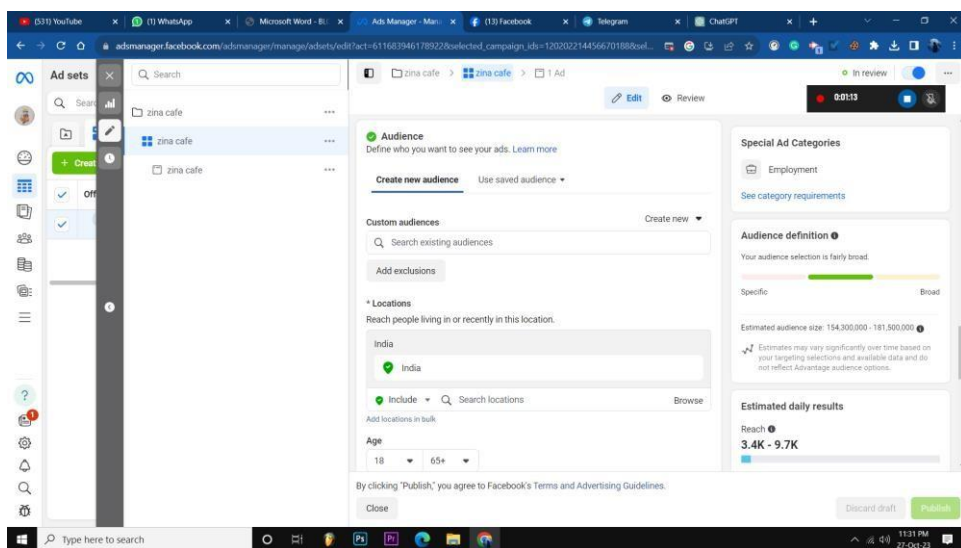 (531) YouTube
(1) WhatsApp
Microsoft Word - BU
Ads Manager - Mana
(13) Facebook
Telegram
ChatGPT
adsmanager.facebook.com/adsmanager/manage/adsets/edit?act=611683946178922&selected_campaign_ids=120202214456670188&sel...
Ad sets
Search
zina cafe > zina cafe > 1 Ad
In review
Edit
Review
0:01:13
zina cafe
zina cafe
zina cafe
+ Creat
Off
Audience
Define who you want to see your ads. Learn more
Create new audience
Use saved audience
Custom audiences
Create new
Search existing audiences
Add exclusions
* Locations
Reach people living in or recently in this location.
India
India
Include
Search locations
Browse
Add locations in bulk
Age
18
65+
Special Ad Categories
Employment
See category requirements
Audience definition
Your audience selection is fairly broad.
Specific
Broad
Estimated audience size: 154,300,000 - 181,500,000
Estimates may vary significantly over time based on
your targeting selections and available data and do
not reflect Advantage audience options.
Estimated daily results
Reach
3.4K - 9.7K
By clicking "Publish," you agree to Facebook's Terms and Advertising Guidelines.
Close
Discard draft
Publish
Type here to search
11:31 PM
27-Oct-23